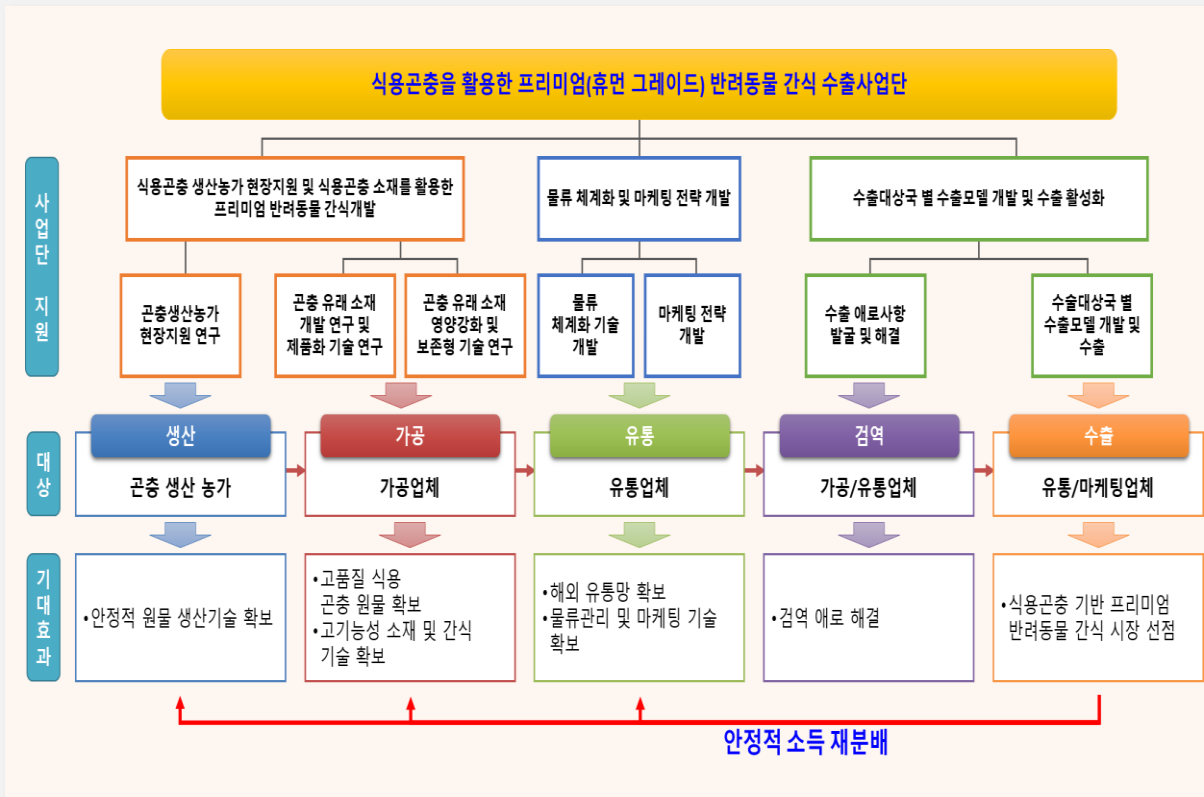 식용곤충을 활용한 프리미엄(휴먼 그레이드) 반려동물 간식 수출사업단
사업단 지원
식용곤충 생산농가 현장지원 및 식용곤충 소재를 활용한
프리미엄 반려동물 간식개발
물류 체계화 및 마케팅 전략 개발
수출대상국 별 수출모델 개발 및 수출 활성화
곤충생산농가
현장지원 연구
곤충 유래 소재
개발 연구 및
제품화 기술 연구
곤충 유래 소재
영양강화 및
보존형 기술 연구
물류
체계화 기술
개발
마케팅 전략
개발
수출 애로사항
발굴 및 해결
수술대상국 별
수출모델 개발 및
수출
대상
생산
곤충 생산 농가
가공
가공업체
유통
유통업체
검역
가공/유통업체
수출
유통/마케팅업체
기대효과
•안정적 원물 생산기술 확보
•고품질 식용
곤충 원물 확보
•고기능성 소재 및 간식
기술 확보
•해외 유통망 확보
•물류관리 및 마케팅 기술
확보
•검역 애로 해결
•식용곤충 기반 프리미엄
반려동물 간식 시장 선점
안정적 소득 재분배